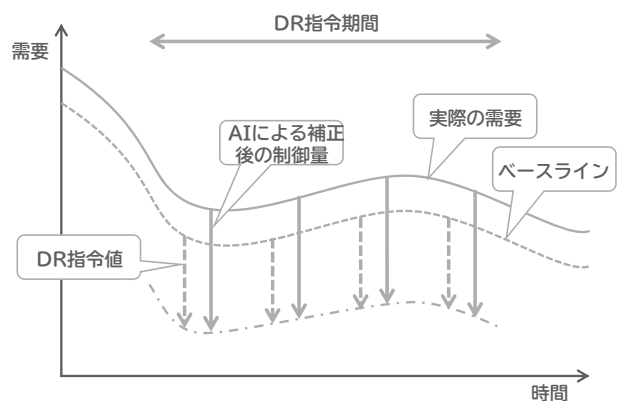 DR指令期間
需要
AIによる補正
後の制御量
実際の需要
ベースライン
DR指令値
時間